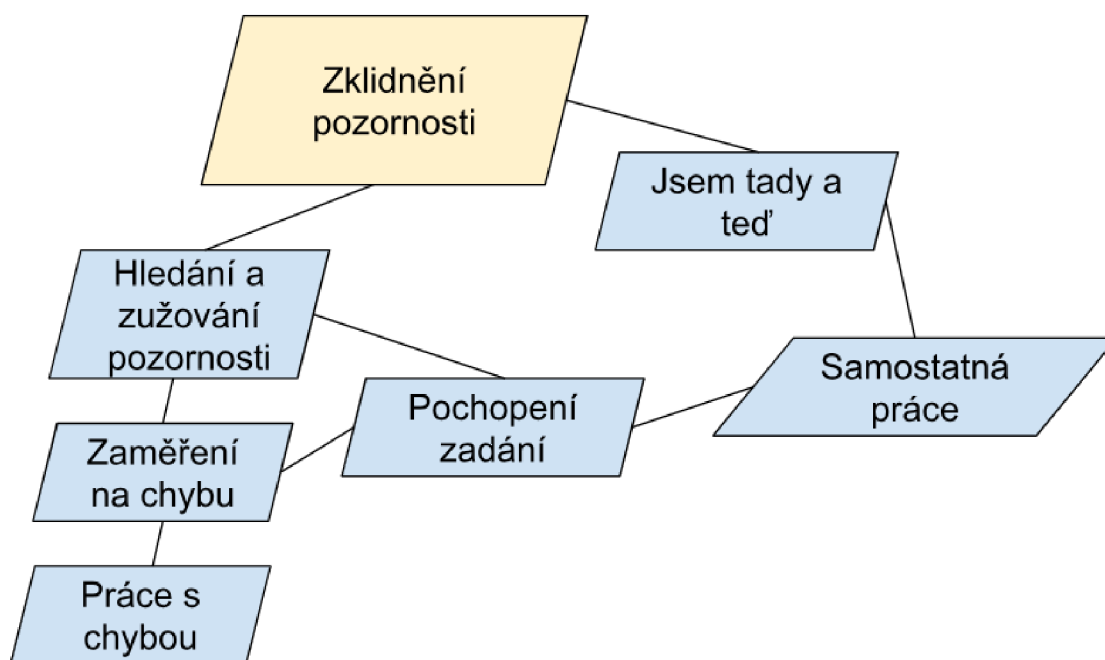 Zklidnění
pozornosti
Jsem tady a
teď
Hledání a
zužování
pozornosti
Samostatná
práce
Pochopení
zadání
Zaměření
na chybu
Práce s
chybou